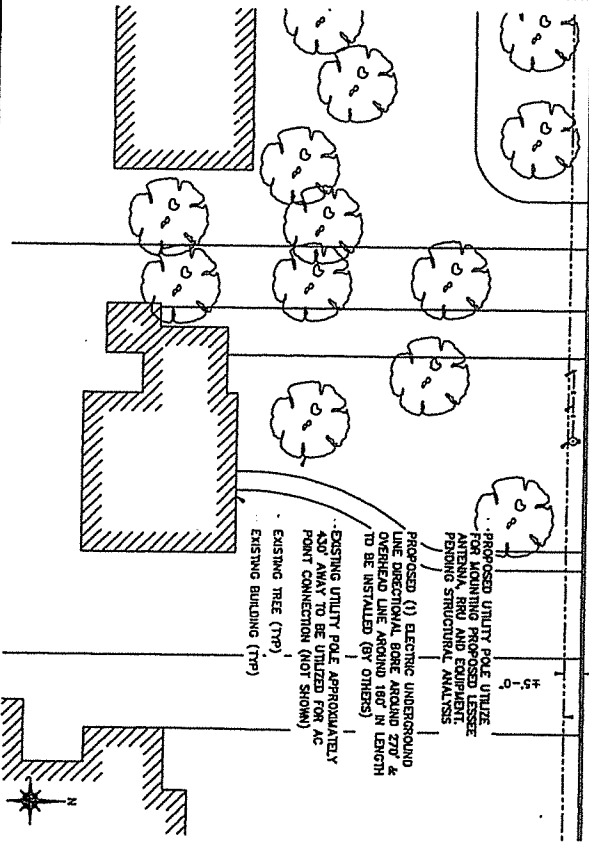 PROPOSED UTILITY POLE UTILIZE
FOR MOUNTING PROPOSED LESSEE
ANTENNA, RRU AND EQUIPMENT.
PENDING STRUCTURAL ANALYSIS
PROPOSED (1) ELECTRIC UNDERGROUND
LINE DIRECTIONAL BORE AROUND 270' &
OVERHEAD LINE AROUND 160' IN LENGTH
TO BE INSTALLED (BY OTHERS)
EXISTING UTILITY POLE APPROXIMATELY
430' AWAY TO BE UTILIZED FOR AC
POINT CONNECTION (NOT SHOWN)
EXISTING TREE (TYP)
EXISTING BUILDING (TYP)
±5'-0"
N